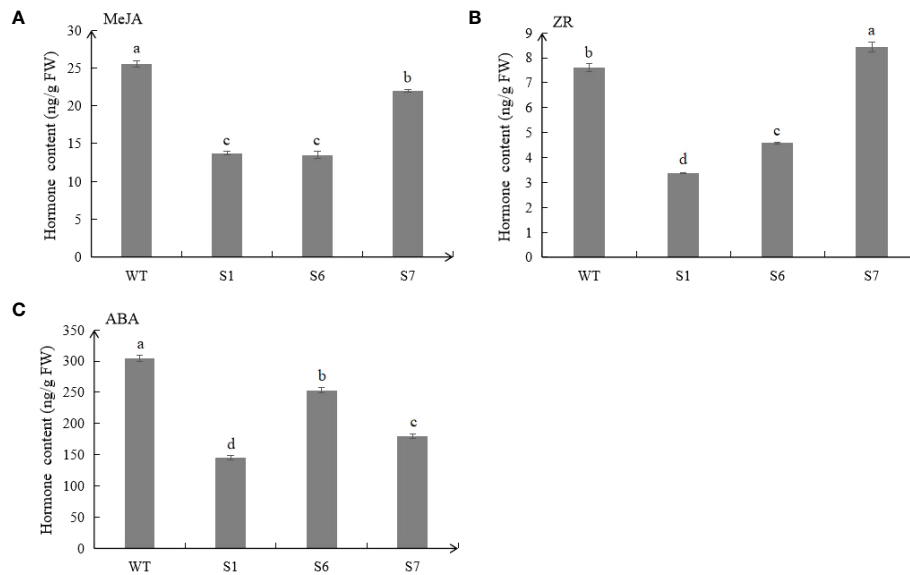 A
MeJA
Hormone content (ng/g FW)
30
25
20
15
10
5
0
a
c
c
b
WT S1 S6 S7
B
ZR
Hormone content (ng/g FW)
9
8
7
6
5
4
3
2
1
0
b
d
c
a
WT S1 S6 S7
C
ABA
Hormone content (ng/g FW)
350
300
250
200
150
100
50
0
a
d
b
c
WT S1 S6 S7